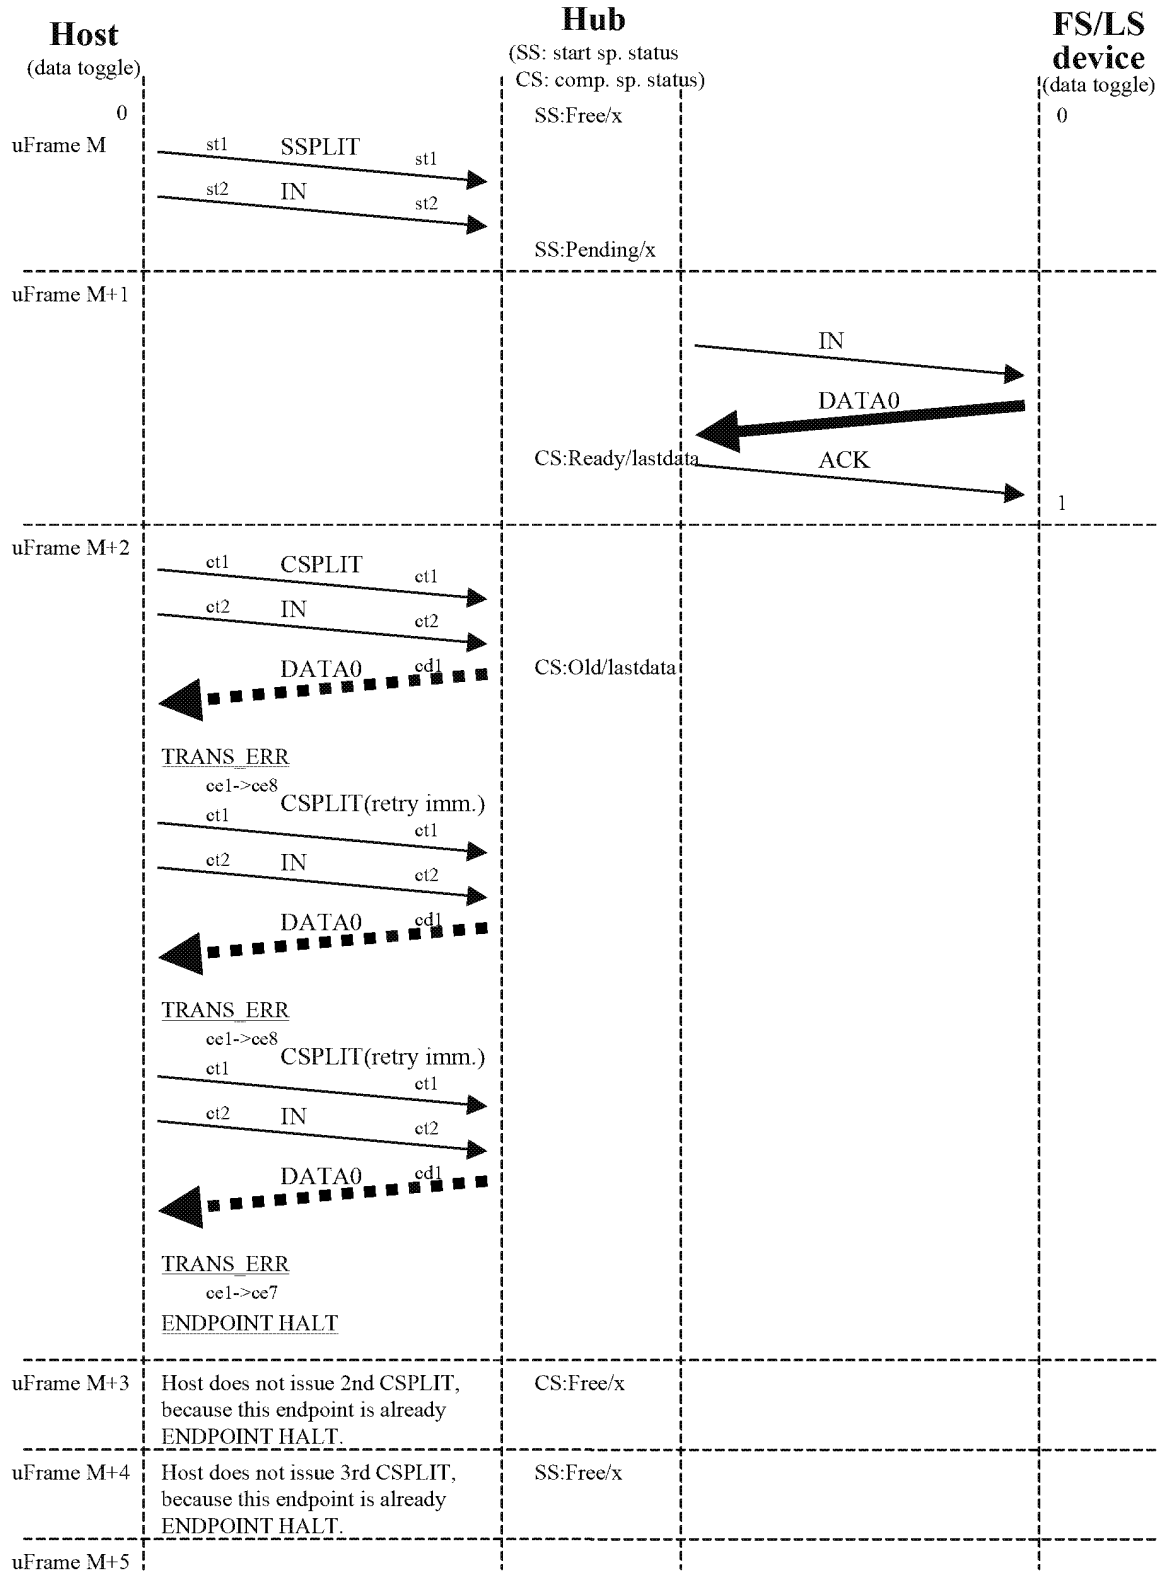 Host
(data toggle)
Hub
(SS: start sp. status
CS: comp. sp. status)
FS/LS
device
(data toggle)
0
SS:Free/x
0
uFrame M
st1 SSPLIT st1
st2 IN st2
SS:Pending/x
uFrame M+1
IN
DATA0
CS:Ready/lastdata
ACK
1
uFrame M+2
ct1 CSPLIT ct1
ct2 IN ct2
DATA0 cd1
CS:Old/lastdata
TRANS_ERR
ce1->ce8
CSPLIT(retry imm.)
ct1 ct1
ct2 IN ct2
DATA0 cd1
TRANS_ERR
ce1->ce8
CSPLIT(retry imm.)
ct1 ct1
ct2 IN ct2
DATA0 cd1
TRANS_ERR
ce1->ce7
ENDPOINT HALT
uFrame M+3
Host does not issue 2nd CSPLIT,
because this endpoint is already
ENDPOINT HALT.
CS:Free/x
uFrame M+4
Host does not issue 3rd CSPLIT,
because this endpoint is already
ENDPOINT HALT.
SS:Free/x
uFrame M+5